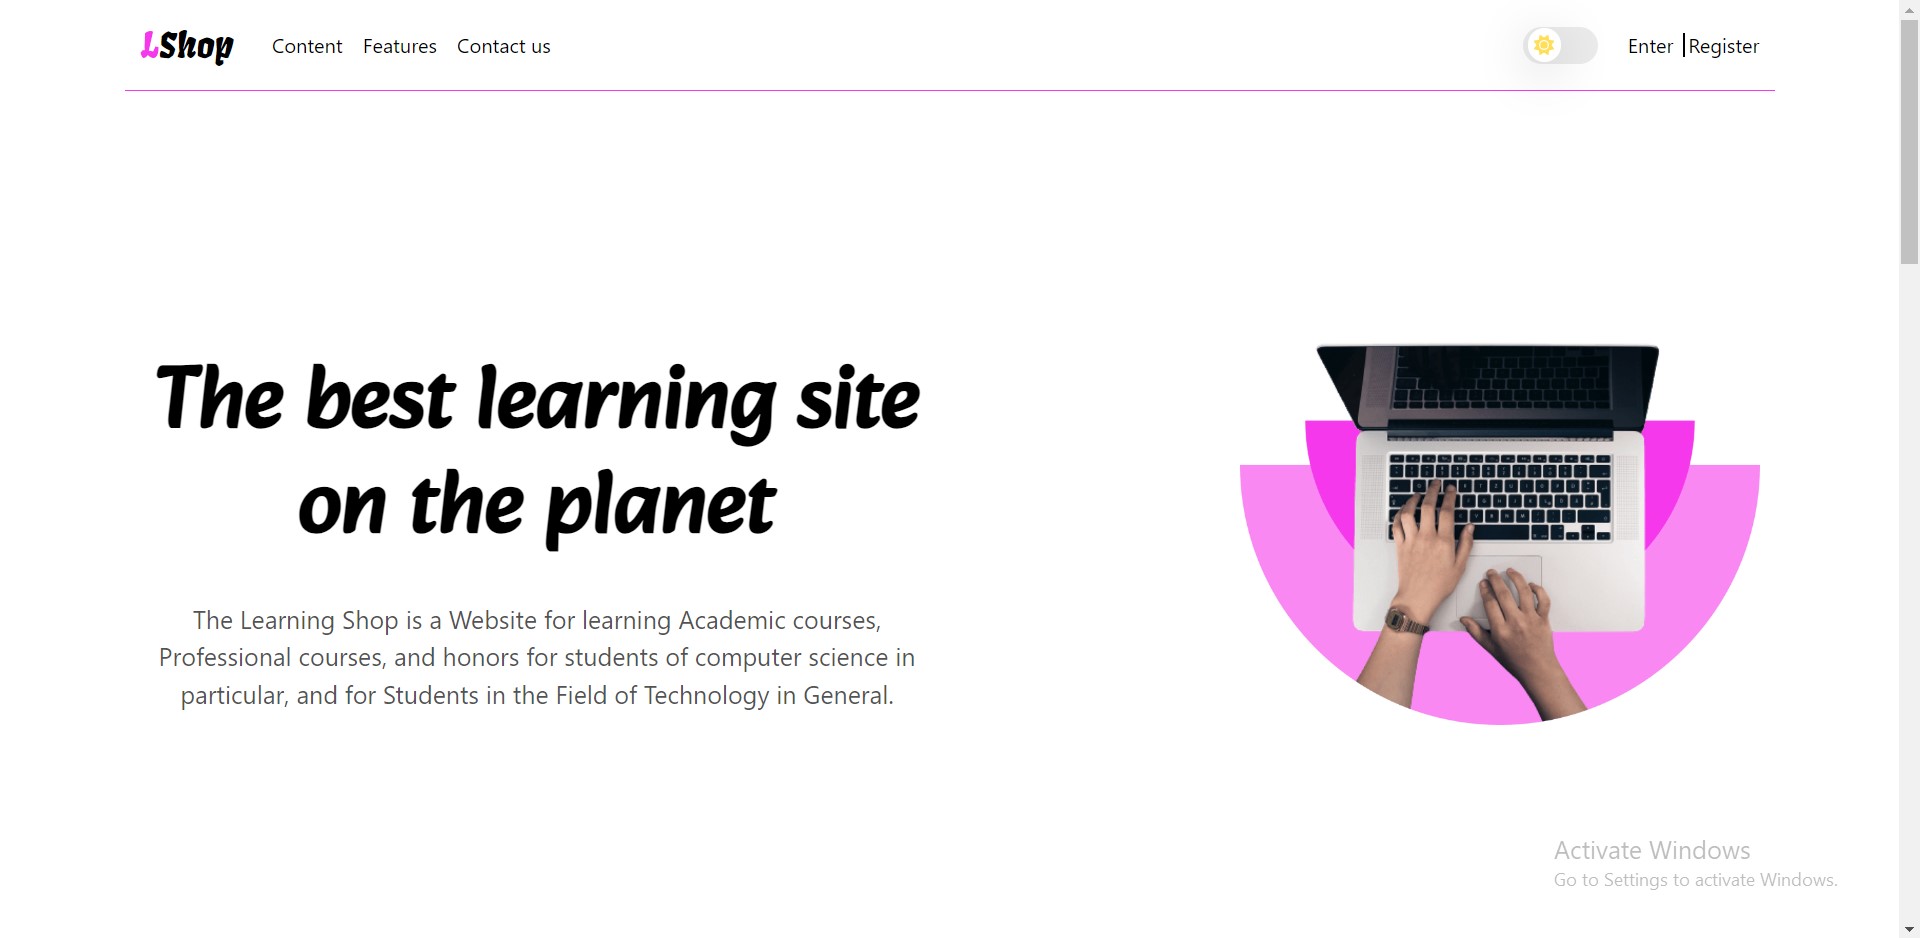 LShop
Content
Features
Contact us
Enter
Register
The best learning site
on the planet
The Learning Shop is a Website for learning Academic courses,
Professional courses, and honors for students of computer science in
particular, and for Students in the Field of Technology in General.
Activate Windows
Go to Settings to activate Windows.